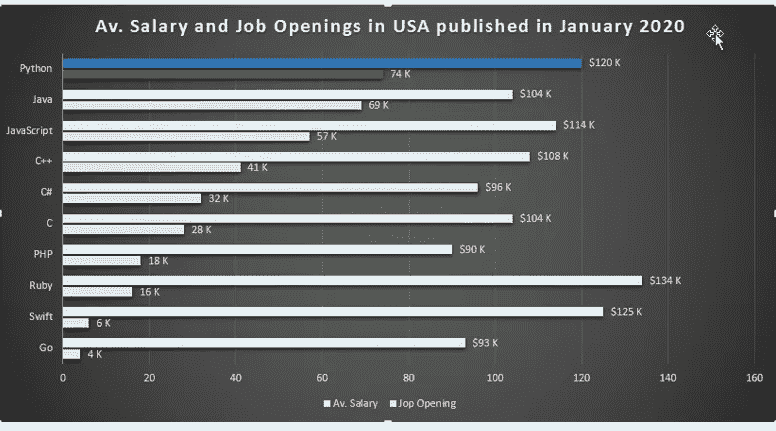 Av. Salary and Job Openings in USA published in January 2020
Python
$120 K
74 K
Java
$104 K
69 K
JavaScript
$114 K
57 K
C++
$108 K
41 K
C#
$96 K
32 K
C
$104 K
28 K
PHP
$90 K
18 K
Ruby
$134 K
16 K
Swift
$125 K
6 K
Go
$93 K
4 K
0 20 40 60 80 100 120 140 160
Av. Salary Jop Opening